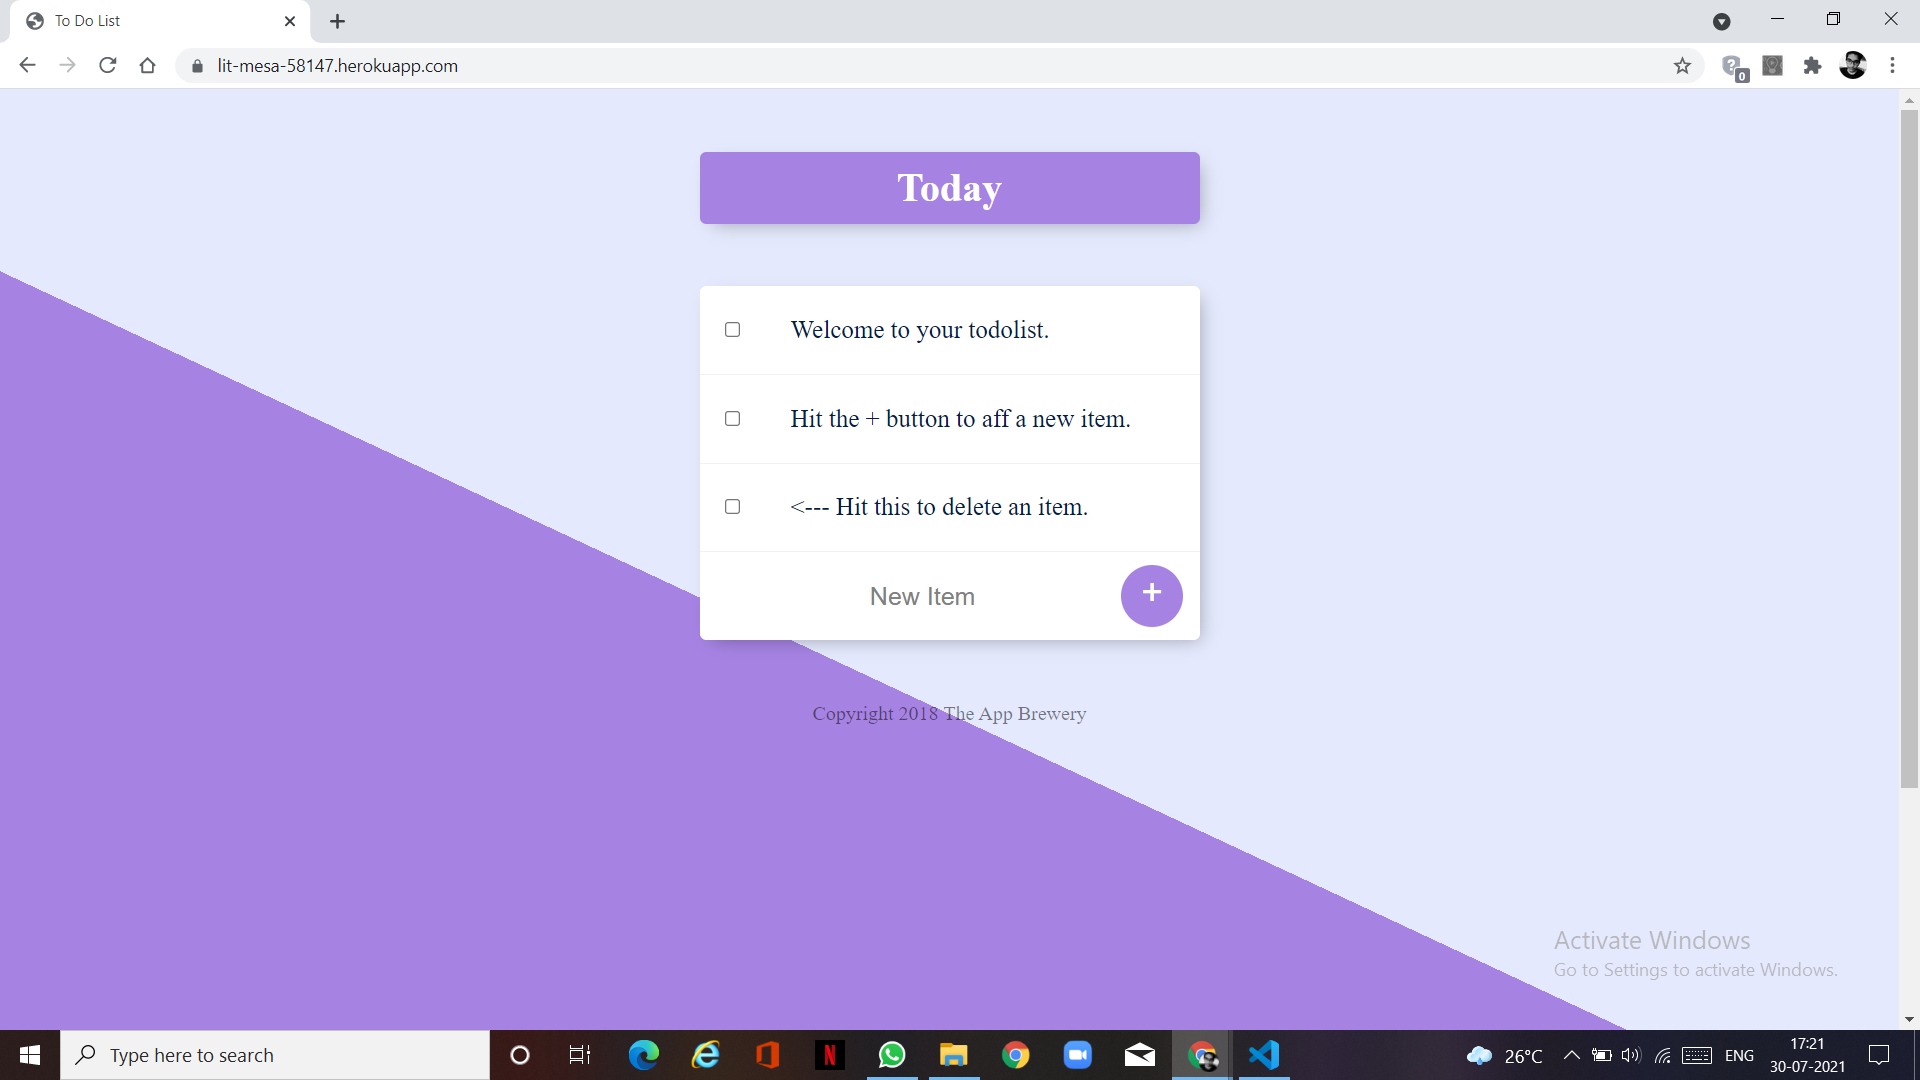 To Do List
lit-mesa-58147.herokuapp.com
0
Today
Welcome to your todolist.
Hit the + button to aff a new item.
<--- Hit this to delete an item.
New Item
+
Copyright 2018 The App Brewery
Activate Windows
Go to Settings to activate Windows.
Type here to search
N
26°C
ENG
17:21
30-07-2021